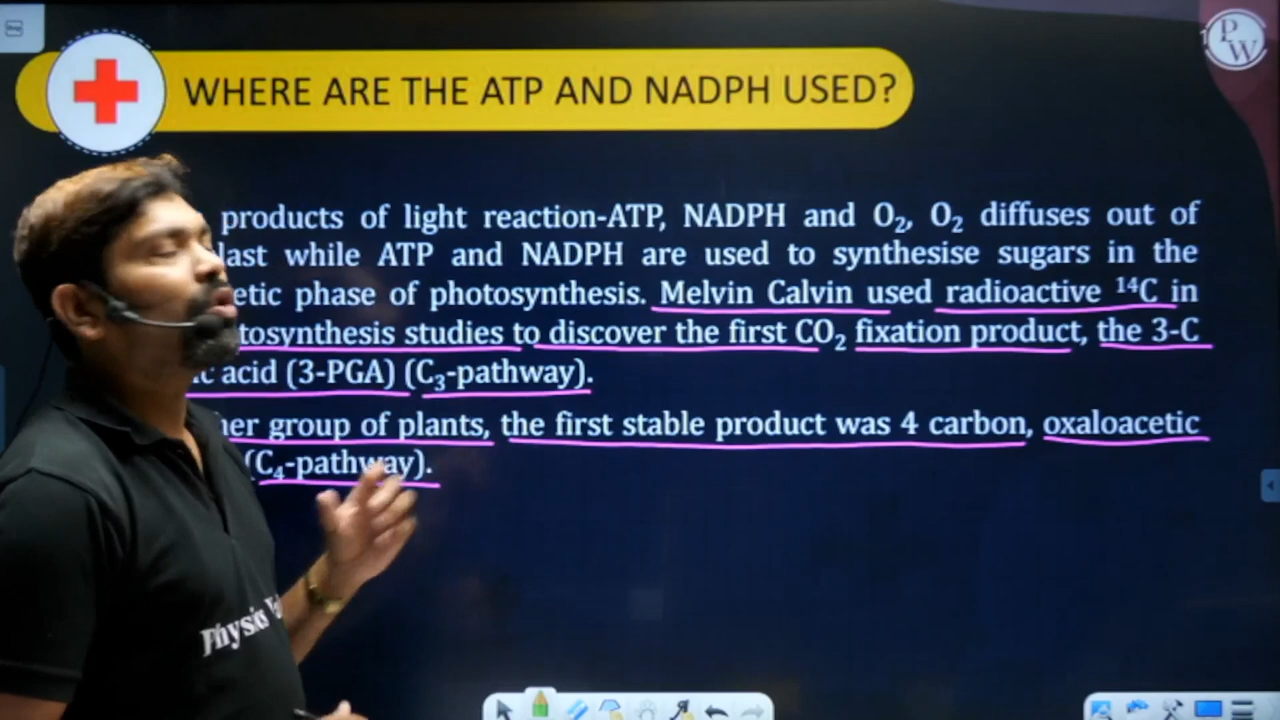 WHERE ARE THE ATP AND NADPH USED?
P
W
products of light reaction-ATP, NADPH and O₂, O₂ diffuses out of
last while ATP and NADPH are used to synthesise sugars in the
etic phase of photosynthesis. Melvin Calvin used radioactive ¹⁴C in
tosynthesis studies to discover the first CO₂ fixation product, the 3-C
ic acid (3-PGA) (C₃-pathway).
her group of plants, the first stable product was 4 carbon, oxaloacetic
(C₄-pathway).
Physics